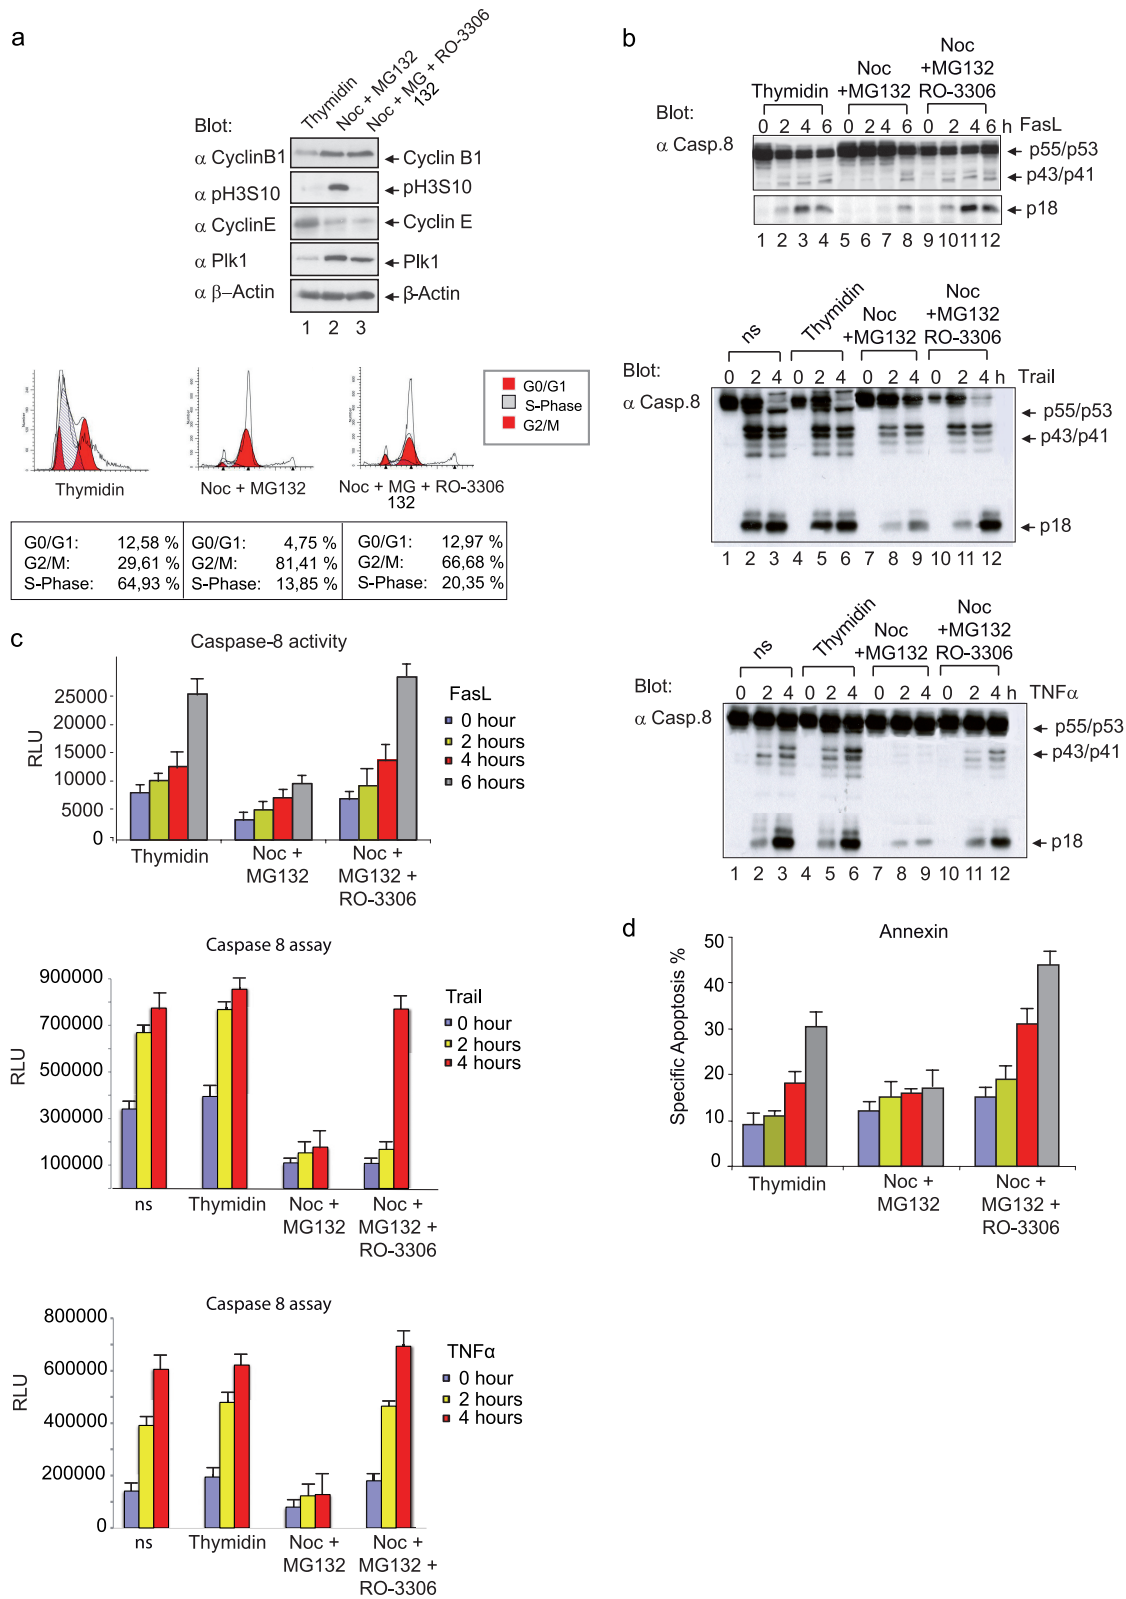 a
Thymidin
Noc + MG132
Noc + MG + RO-3306
132
Blot:
α CyclinB1
Cyclin B1
α pH3S10
pH3S10
α CyclinE
Cyclin E
α Plk1
Plk1
α β–Actin
β-Actin
1 2 3
G0/G1
S-Phase
G2/M
Thymidin
Noc + MG132
Noc + MG + RO-3306
132
G0/G1: 12,58 %
G2/M: 29,61 %
S-Phase: 64,93 %
G0/G1: 4,75 %
G2/M: 81,41 %
S-Phase: 13,85 %
G0/G1: 12,97 %
G2/M: 66,68 %
S-Phase: 20,35 %
b
Noc
+MG132
RO-3306
Noc
+MG132
Thymidin
0 2 4 6 0 2 4 6 0 2 4 6 h FasL
Blot:
α Casp.8
p55/p53
p43/p41
p18
1 2 3 4 5 6 7 8 9 10 11 12
ns
Thymidin
Noc
+MG132
Noc
+MG132
RO-3306
Blot:
0 2 4 0 2 4 0 2 4 0 2 4 h Trail
α Casp.8
p55/p53
p43/p41
p18
1 2 3 4 5 6 7 8 9 10 11 12
ns
Thymidin
Noc
+MG132
Noc
+MG132
RO-3306
Blot:
0 2 4 0 2 4 0 2 4 0 2 4 h TNFα
α Casp.8
p55/p53
p43/p41
p18
1 2 3 4 5 6 7 8 9 10 11 12
c
Caspase-8 activity
RLU
25000
20000
15000
10000
5000
0
FasL
0 hour
2 hours
4 hours
6 hours
Thymidin
Noc +
MG132
Noc +
MG132 +
RO-3306
Caspase 8 assay
RLU
900000
700000
500000
300000
100000
Trail
0 hour
2 hours
4 hours
ns
Thymidin
Noc +
MG132
Noc +
MG132 +
RO-3306
Caspase 8 assay
RLU
800000
600000
400000
200000
0
TNFα
0 hour
2 hours
4 hours
ns
Thymidin
Noc +
MG132
Noc +
MG132 +
RO-3306
d
Annexin
Specific Apoptosis %
50
40
30
20
10
0
Thymidin
Noc +
MG132
Noc +
MG132 +
RO-3306